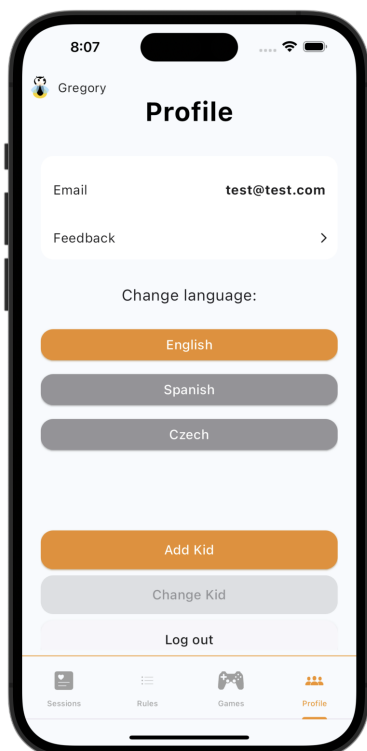 8:07
Gregory
Profile
Email test@test.com
Feedback
Change language:
English
Spanish
Czech
Add Kid
Change Kid
Log out
Sessions Rules Games Profile